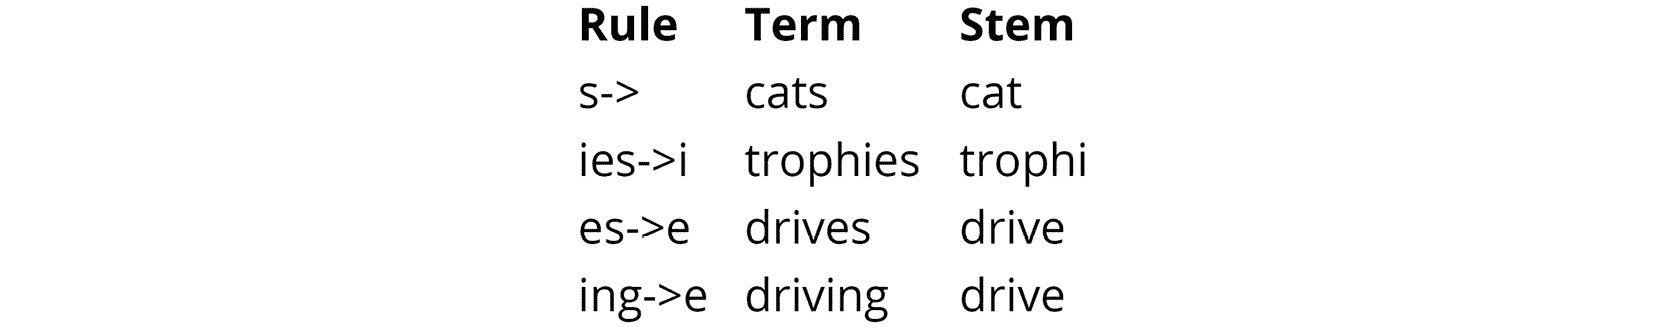 Rule Term Stem
s-> cats cat
ies->i trophies trophi
es->e drives drive
ing->e driving drive